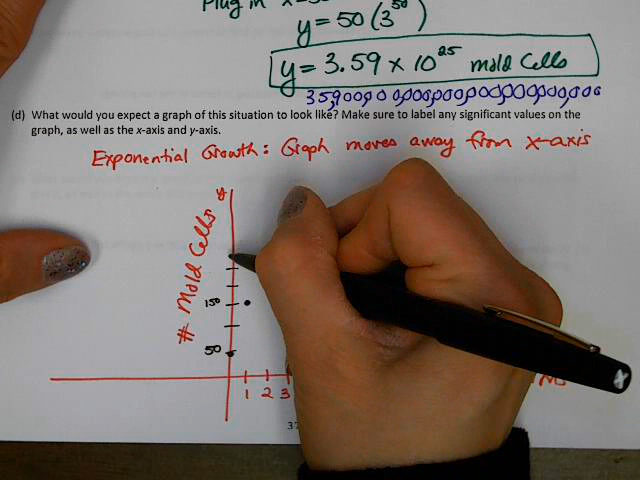 Plug in
y = 50 (3^50)
y = 3.59 × 10^25 mold Cells
(d) What would you expect a graph of this situation to look like? Make sure to label any significant values on the
graph, as well as the x-axis and y-axis.
Exponential Growth: Graph moves away from x-axis
y
# Mold Cells
150
50
1 2 3
X